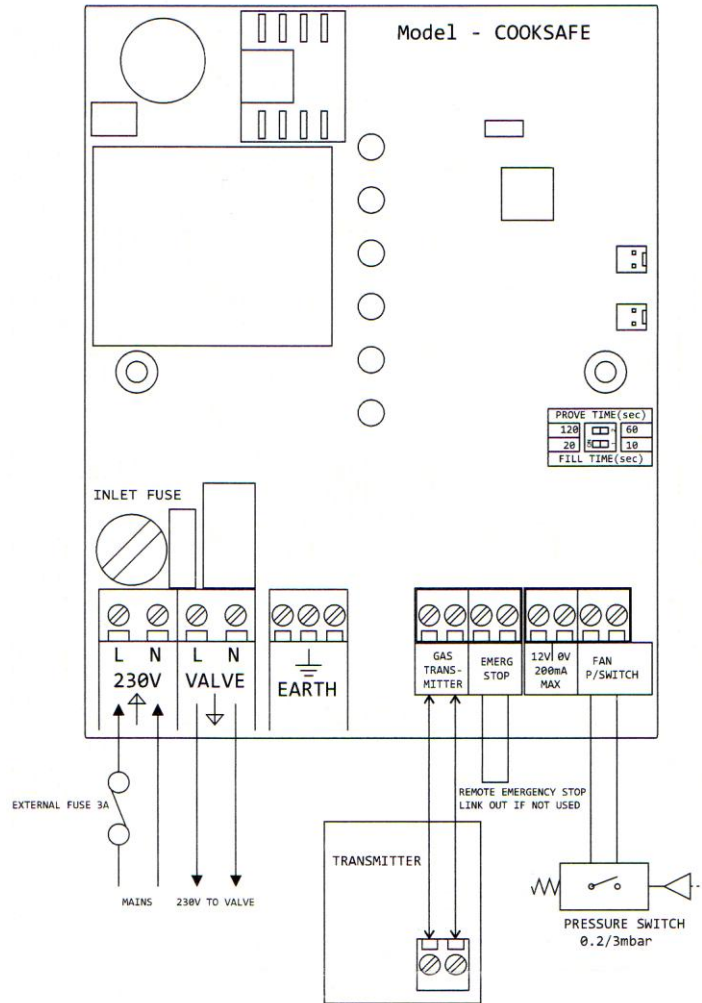 Model - COOKSAFE
PROVE TIME(sec)
120 60
20 10
FILL TIME(sec)
INLET FUSE
L N
230V
L N
VALVE
EARTH
GAS
TRANS-
MITTER
EMERG
STOP
12V 0V
200mA
MAX
FAN
P/SWITCH
EXTERNAL FUSE 3A
MAINS
230V TO VALVE
REMOTE EMERGENCY STOP
LINK OUT IF NOT USED
TRANSMITTER
PRESSURE SWITCH
0.2/3mbar